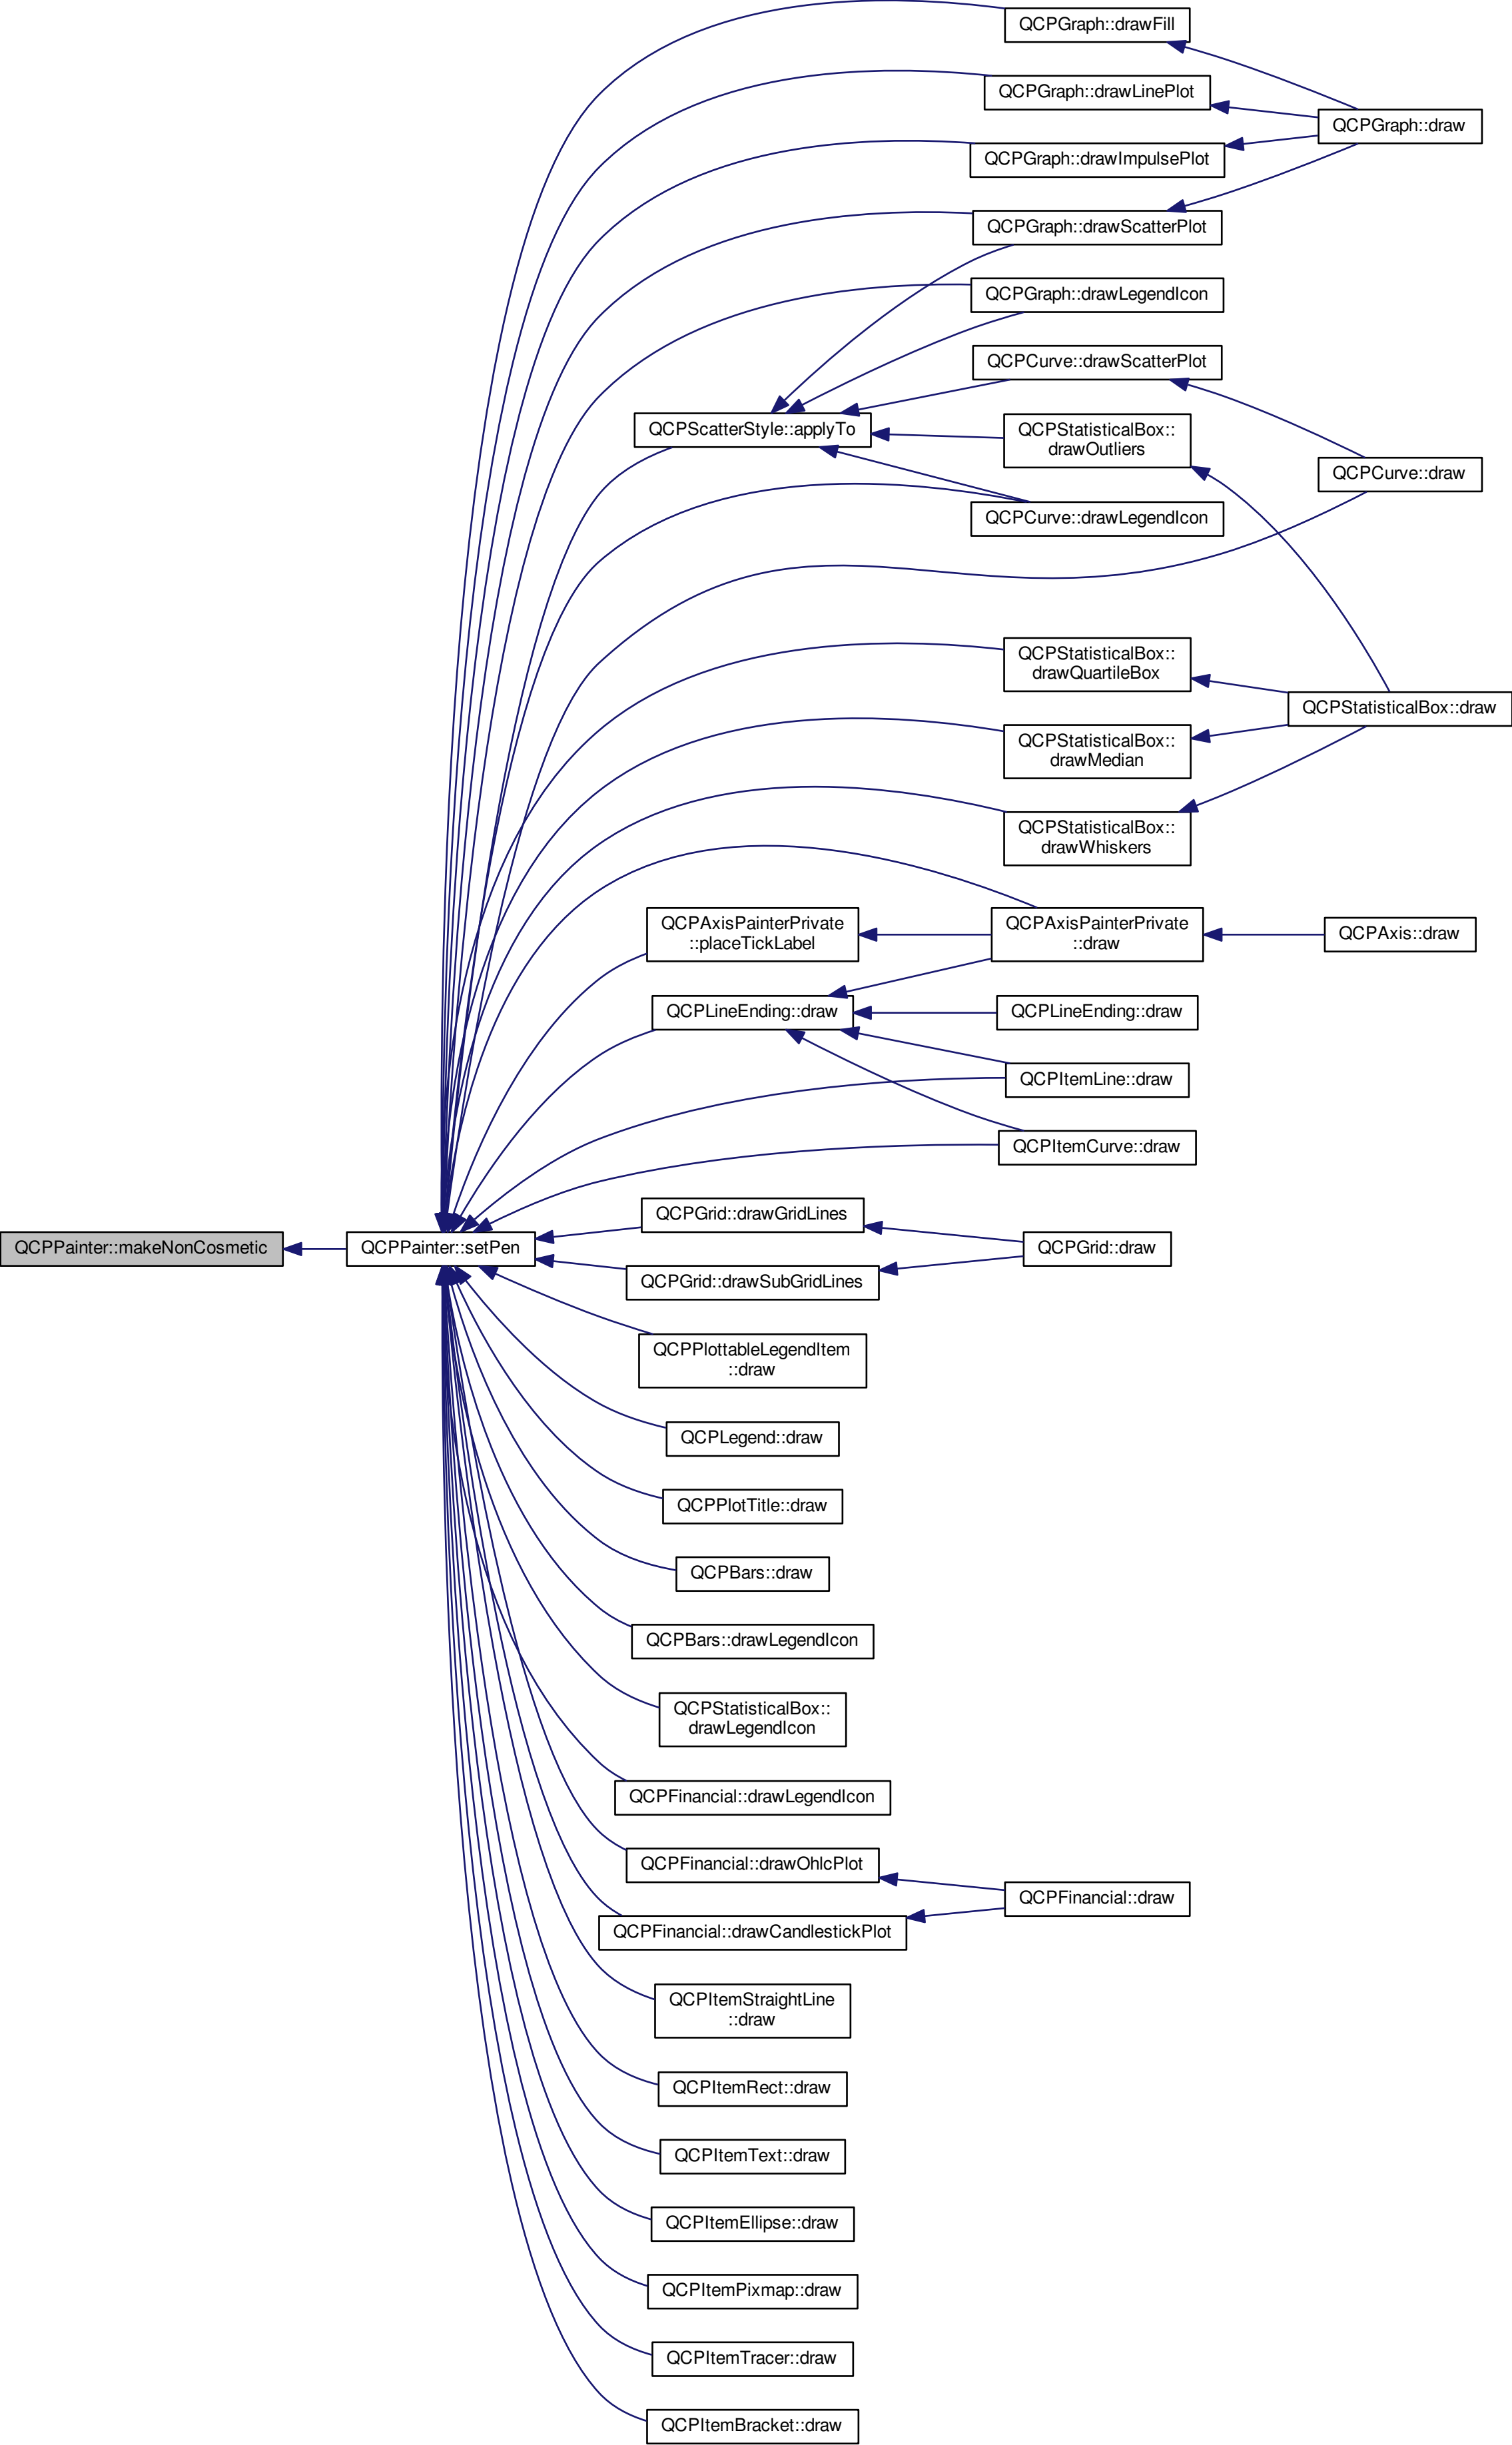 QCPGraph::drawFill
QCPGraph::drawLinePlot
QCPGraph::draw
QCPGraph::drawImpulsePlot
QCPGraph::drawScatterPlot
QCPGraph::drawLegendIcon
QCPCurve::drawScatterPlot
QCPScatterStyle::applyTo
QCPStatisticalBox::
drawOutliers
QCPCurve::draw
QCPCurve::drawLegendIcon
QCPStatisticalBox::
drawQuartileBox
QCPStatisticalBox::draw
QCPStatisticalBox::
drawMedian
QCPStatisticalBox::
drawWhiskers
QCPAxisPainterPrivate
::placeTickLabel
QCPAxisPainterPrivate
::draw
QCPAxis::draw
QCPLineEnding::draw
QCPLineEnding::draw
QCPItemLine::draw
QCPItemCurve::draw
QCPGrid::drawGridLines
QCPPainter::makeNonCosmetic
QCPPainter::setPen
QCPGrid::draw
QCPGrid::drawSubGridLines
QCPPlottableLegendItem
::draw
QCPLegend::draw
QCPPlotTitle::draw
QCPBars::draw
QCPBars::drawLegendIcon
QCPStatisticalBox::
drawLegendIcon
QCPFinancial::drawLegendIcon
QCPFinancial::drawOhlcPlot
QCPFinancial::draw
QCPFinancial::drawCandlestickPlot
QCPItemStraightLine
::draw
QCPItemRect::draw
QCPItemText::draw
QCPItemEllipse::draw
QCPItemPixmap::draw
QCPItemTracer::draw
QCPItemBracket::draw